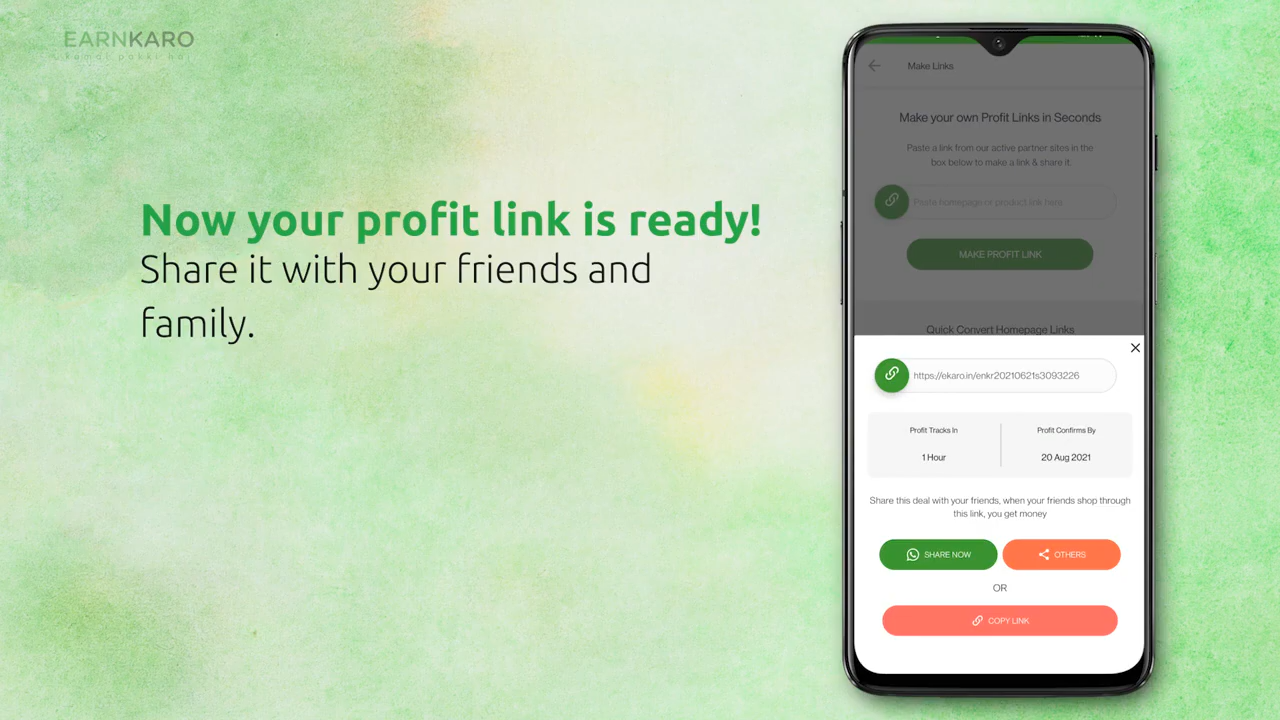 EARNKARO
Now your profit link is ready!
Share it with your friends and
family.
Make Links
Make your own Profit Links in Seconds
Paste a link from our active partner sites in the
box below to make a link & share it.
Paste homepage or product link here
MAKE PROFIT LINK
Quick Convert Homepage Links
https://ekaro.in/enkr20210621s3093226
Profit Tracks In
1 Hour
Profit Confirms By
20 Aug 2021
Share this deal with your friends, when your friends shop through
this link, you get money
SHARE NOW
OTHERS
OR
COPY LINK